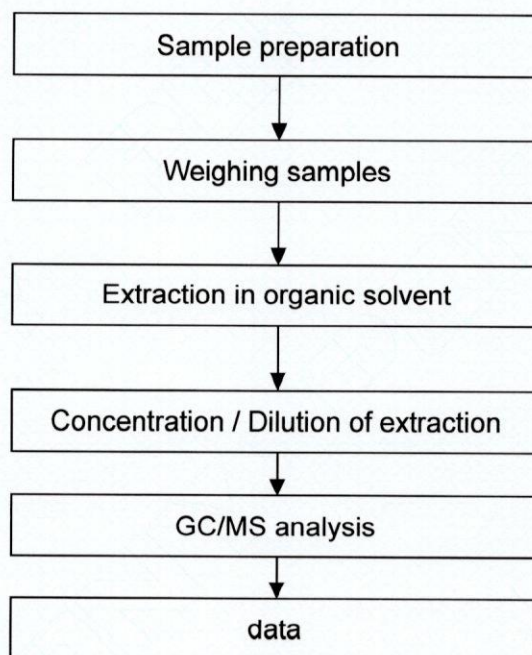 Sample preparation
Weighing samples
Extraction in organic solvent
Concentration / Dilution of extraction
GC/MS analysis
data